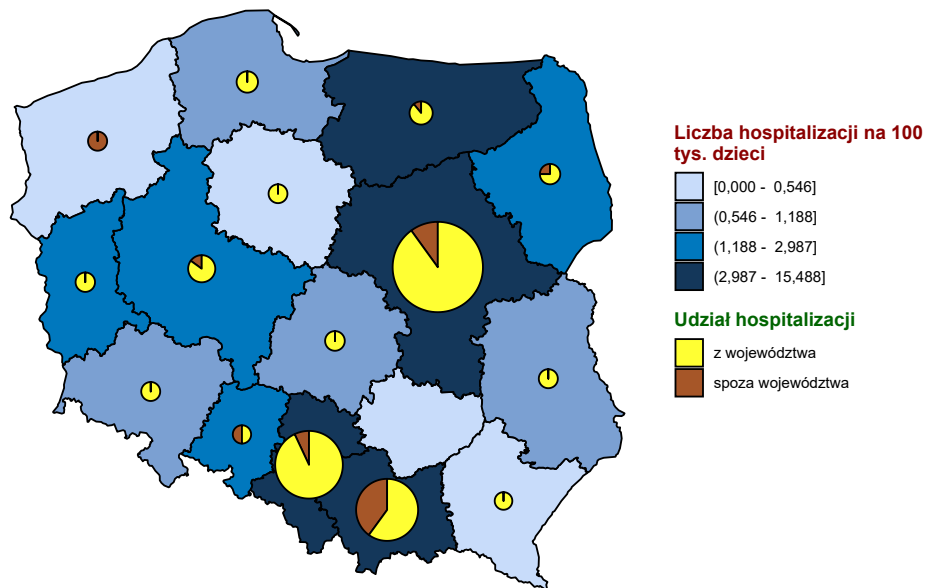 Liczba hospitalizacji na 100
tys. dzieci
[0,000 - 0,546]
(0,546 - 1,188]
(1,188 - 2,987]
(2,987 - 15,488]
Udział hospitalizacji
z województwa
spoza województwa